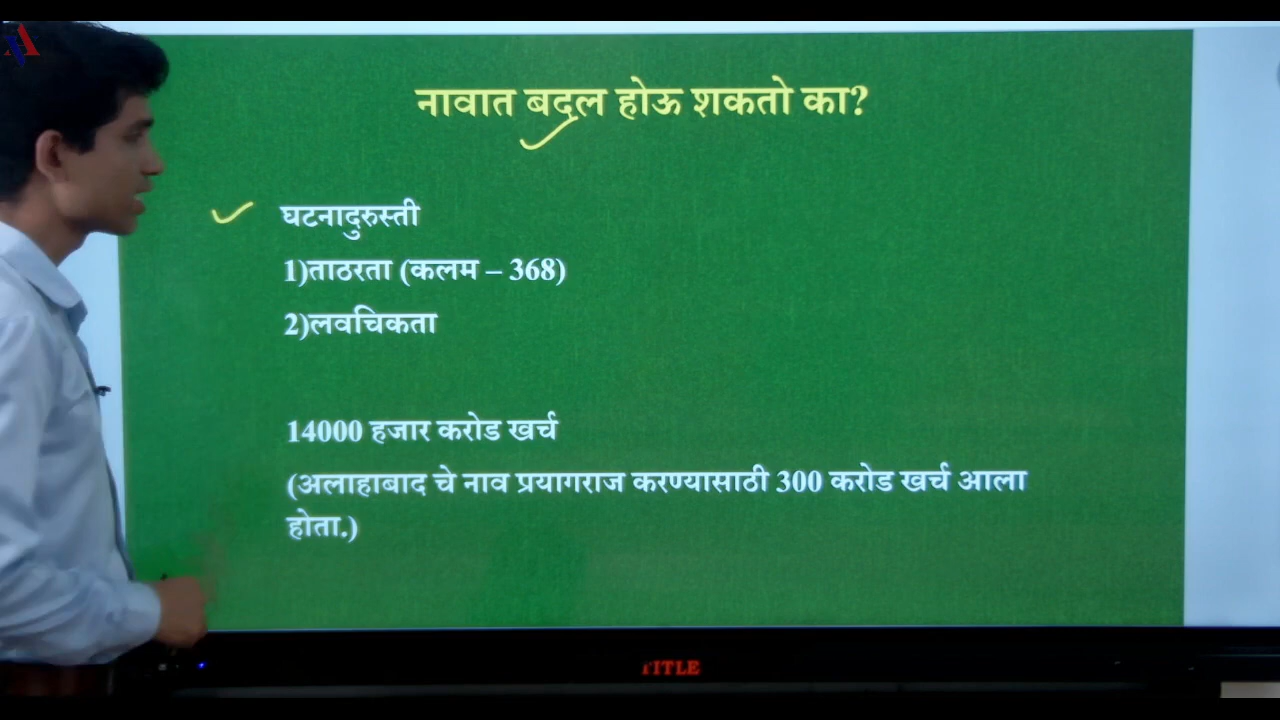 नावात बदल होऊ शकतो का?
घटनादुरुस्ती
1)ताठरता (कलम – 368)
2)लवचिकता
14000 हजार करोड खर्च
(अलाहाबाद चे नाव प्रयागराज करण्यासाठी 300 करोड खर्च आला
होता.)
TITLE